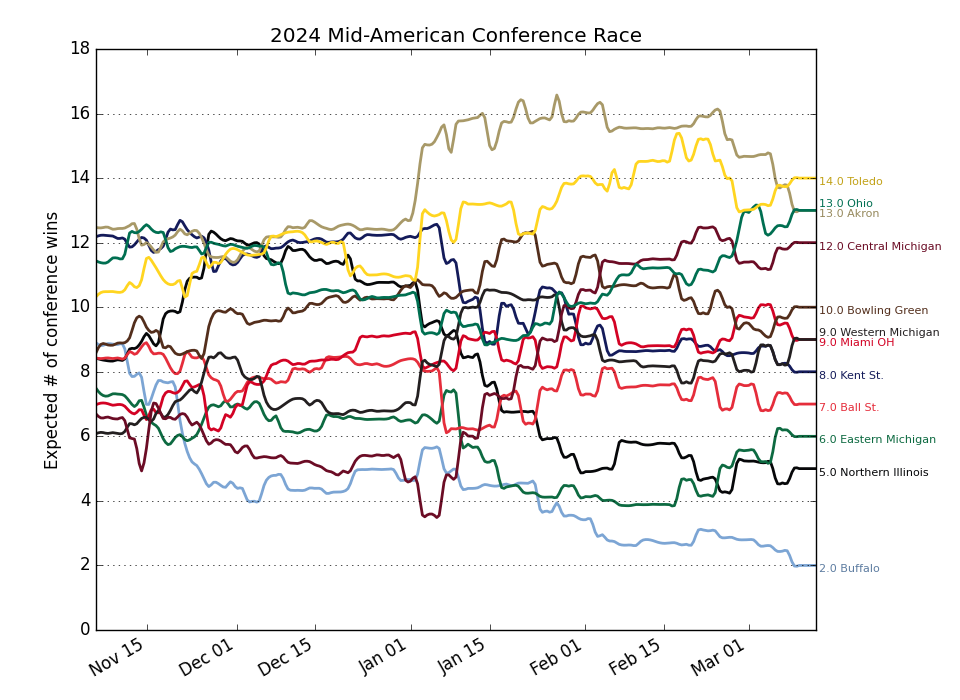 2024 Mid-American Conference Race
Expected # of conference wins
18
16
14
12
10
8
6
4
2
0
Nov 15
Dec 01
Dec 15
Jan 01
Jan 15
Feb 01
Feb 15
Mar 01
14.0 Toledo
13.0 Ohio
13.0 Akron
12.0 Central Michigan
10.0 Bowling Green
9.0 Western Michigan
9.0 Miami OH
8.0 Kent St.
7.0 Ball St.
6.0 Eastern Michigan
5.0 Northern Illinois
2.0 Buffalo